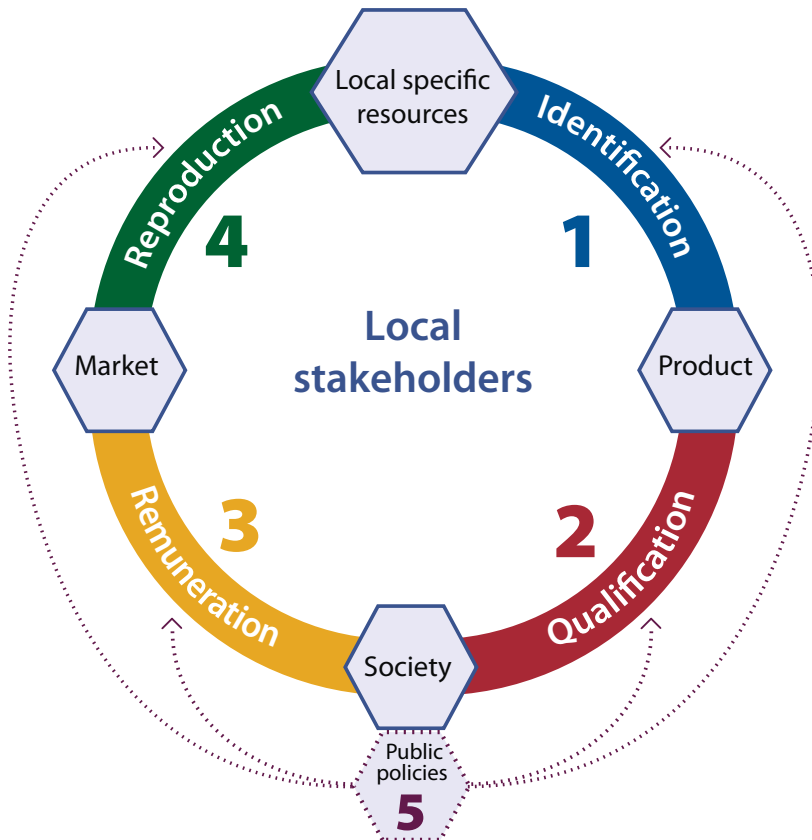 Local specific
resources
Identification
1
Product
Qualification
2
Society
Remuneration
3
Market
Reproduction
4
Local
stakeholders
Public
policies
5